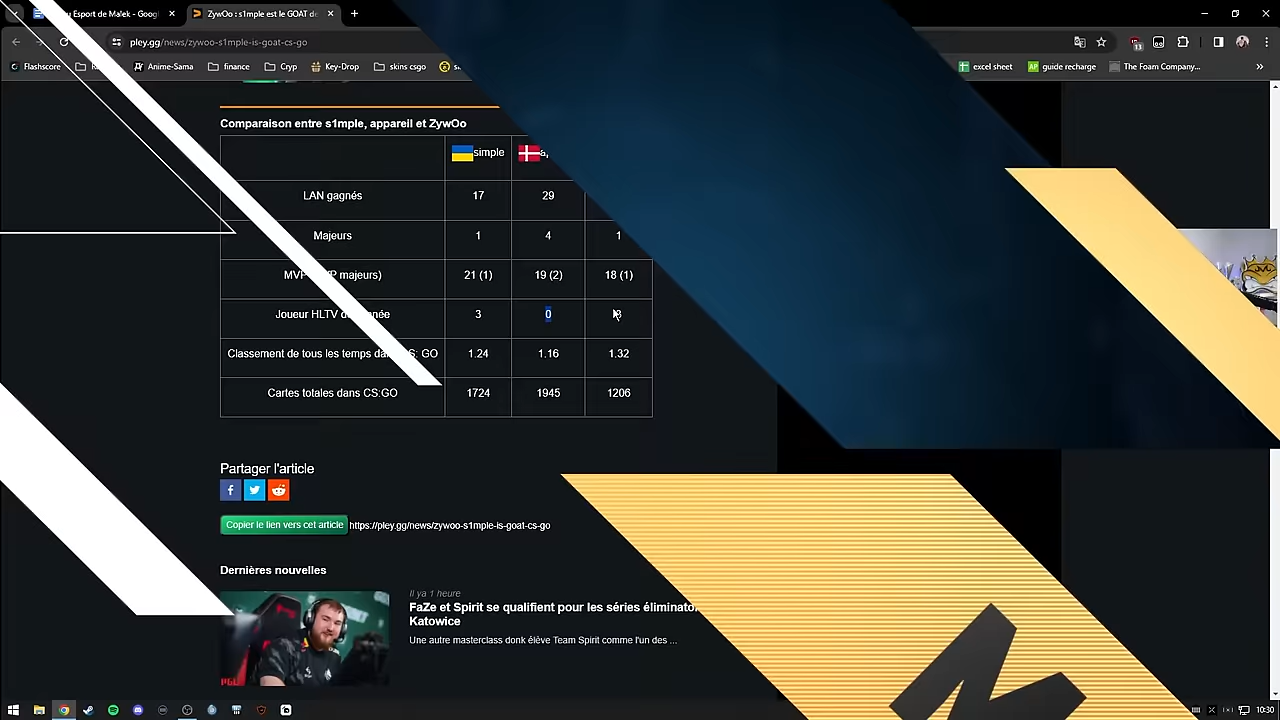 Esport de Malek - Googl
ZywOo : s1mple est le GOAT de
pley.gg/news/zywoo-s1mple-is-goat-cs-go
Flashscore
Anime-Sama
finance
Cryp
Key-Drop
skins csgo
excel sheet
guide recharge
The Foam Company...
Comparaison entre s1mple, appareil et ZywOo
simple
LAN gagnés 17 29
Majeurs 1 4 1
majeurs) 21 (1) 19 (2) 18 (1)
Joueur HLTV 3 0
Classement de tous les temps GO 1.24 1.16 1.32
Cartes totales dans CS:GO 1724 1945 1206
Partager l'article
Copier le lien vers cet article https://pley.gg/news/zywoo-s1mple-is-goat-cs-go
Dernières nouvelles
Il ya 1 heure
FaZe et Spirit se qualifient pour les séries
Katowice
Une autre masterclass donk élève Team Spirit comme l'un des ...
M
10:30